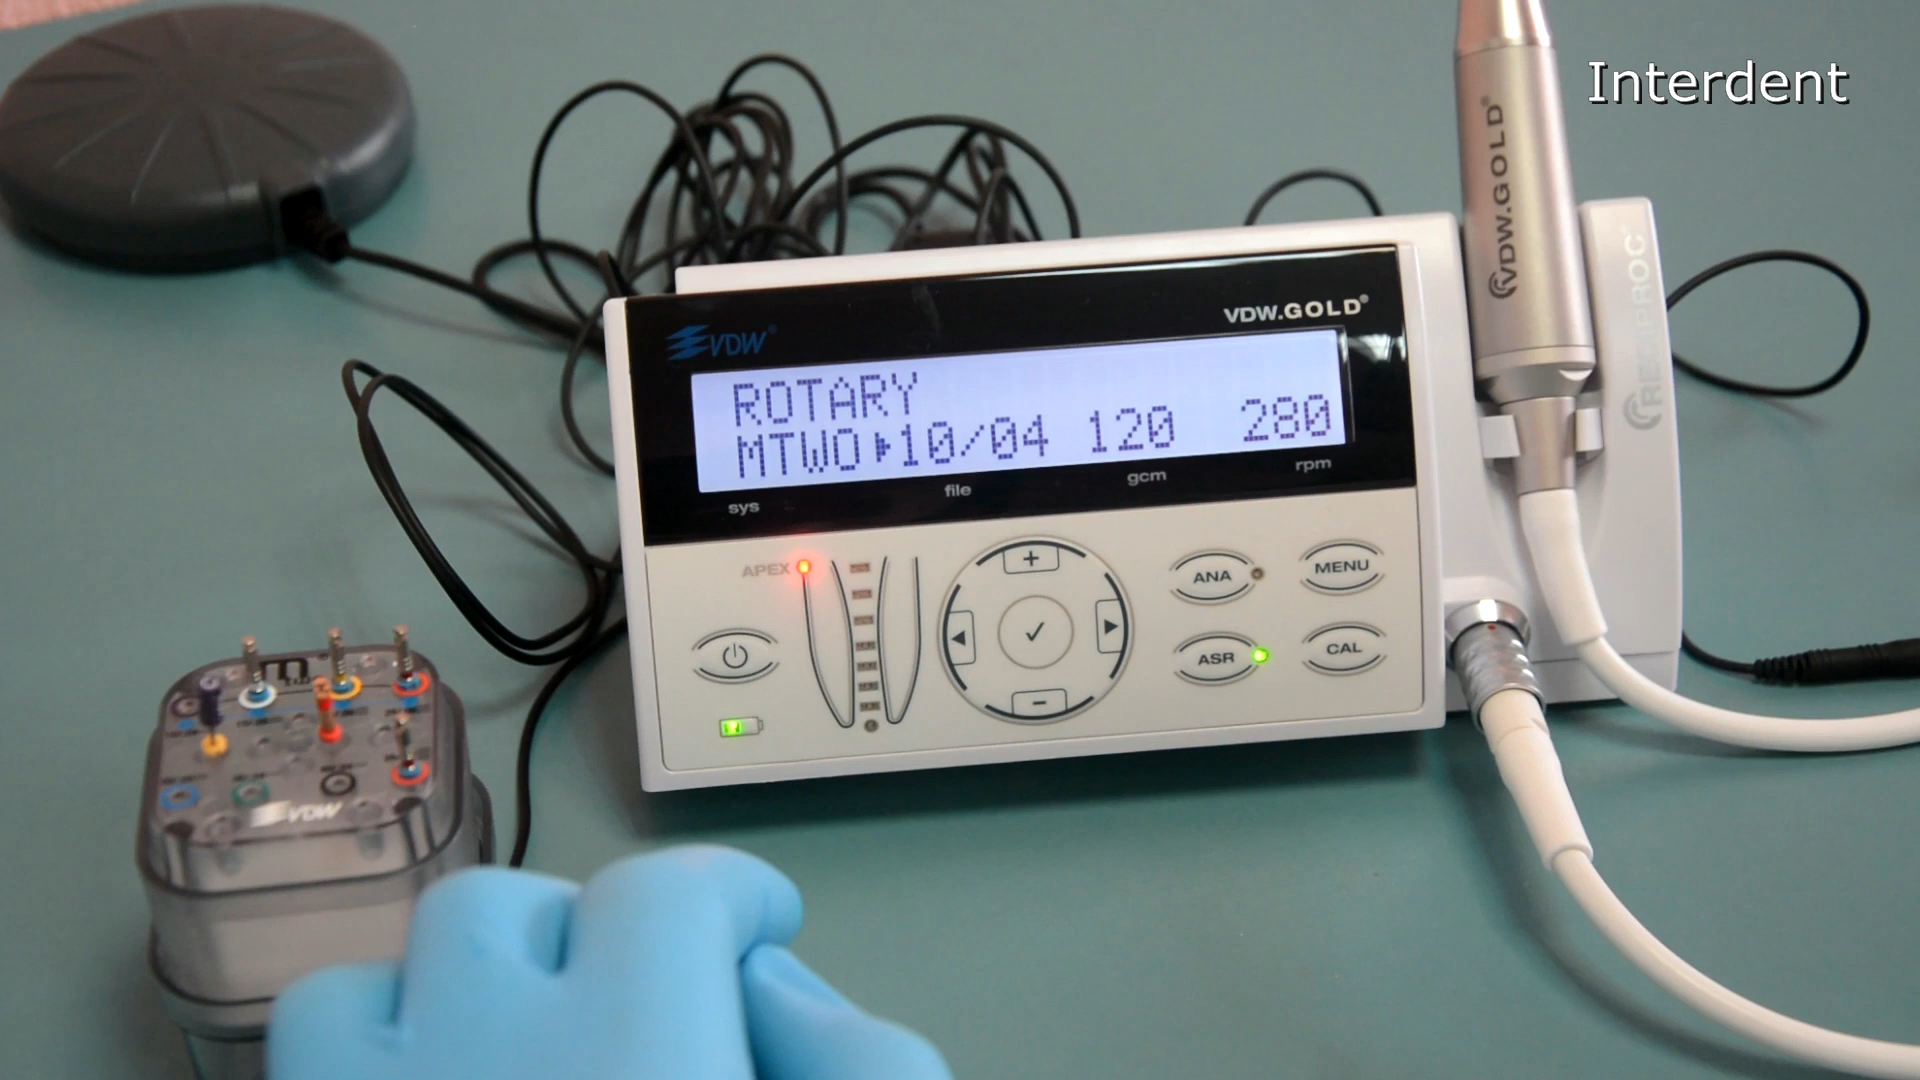 Interdent
VDW.GOLD®
RECIPROC®
VDW®
VDW.GOLD®
ROTARY
MTWO▶10/04 120 280
sys file gcm rpm
APEX
+
ANA
MENU
ASR
CAL
−
VDW